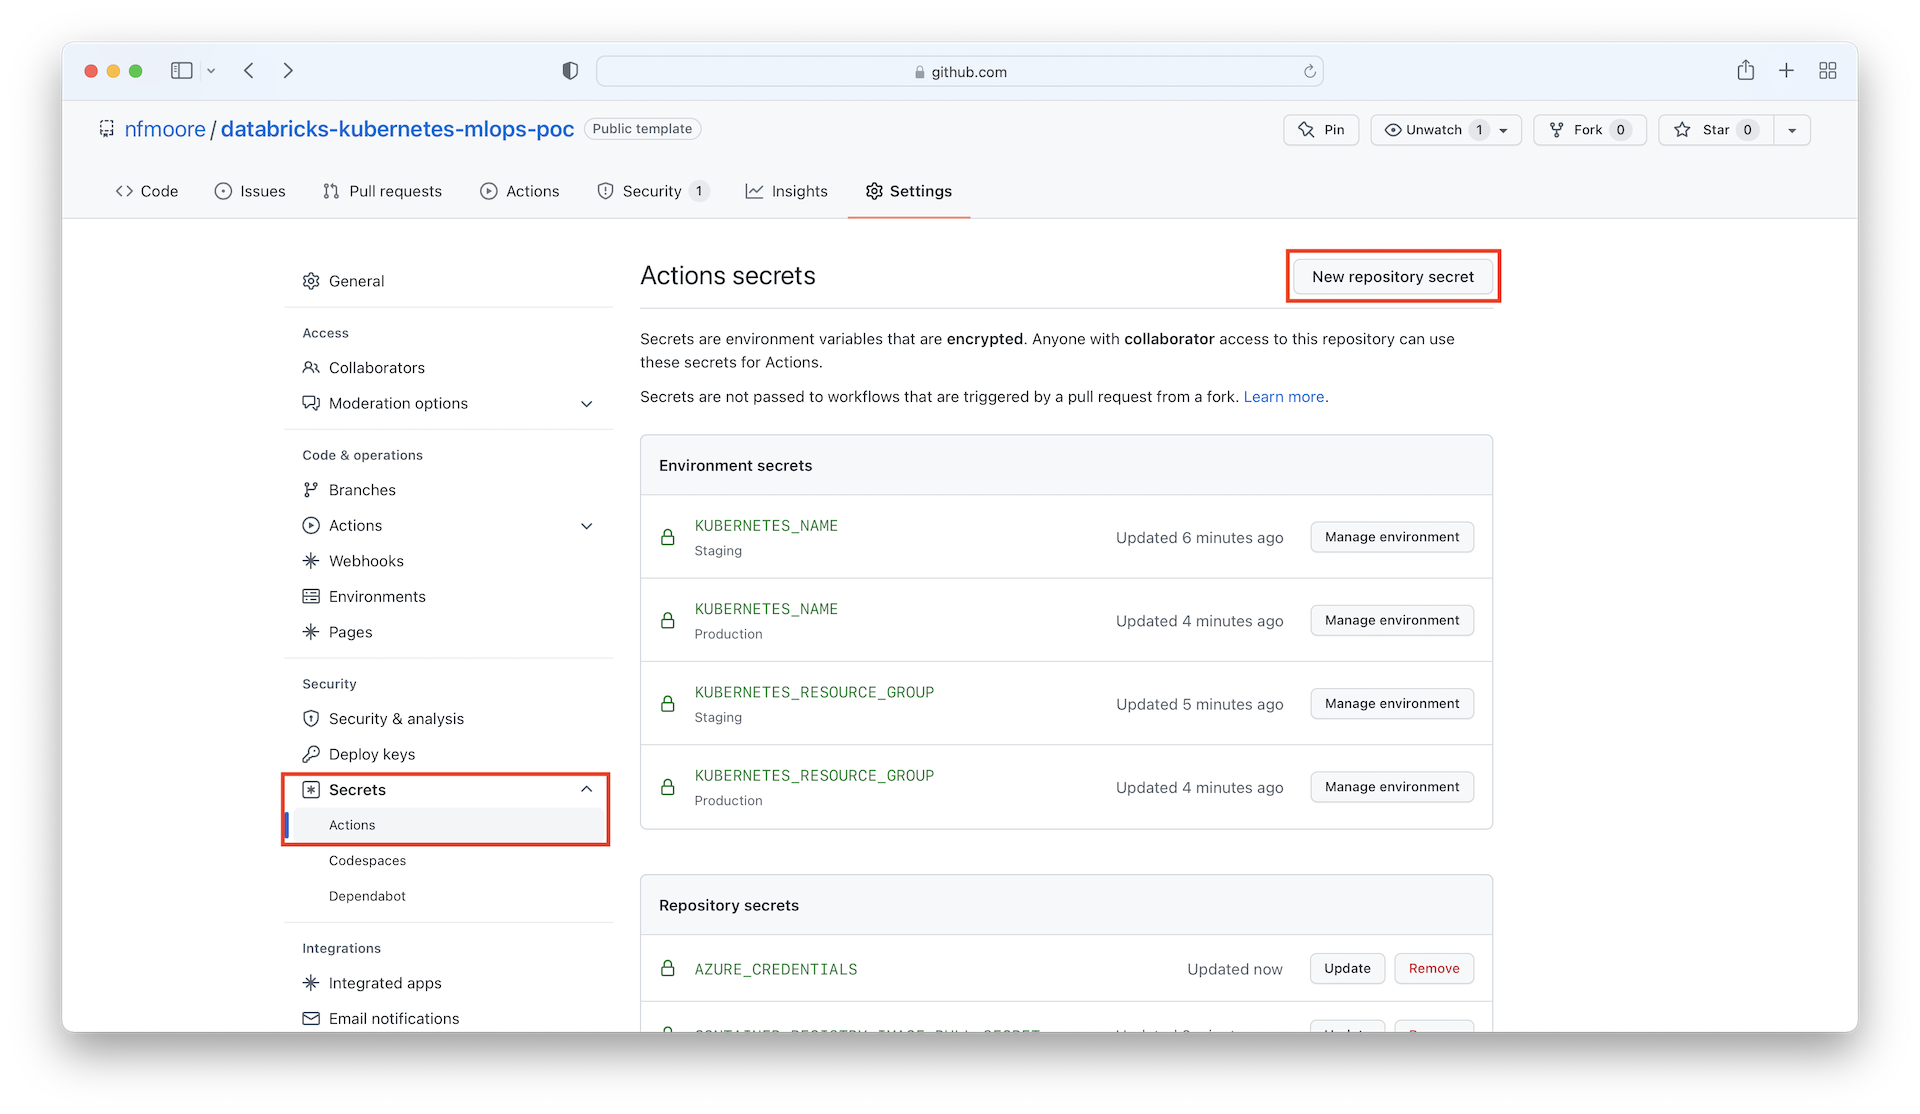 github.com
nfmoore / databricks-kubernetes-mlops-poc Public template
Pin Unwatch 1 Fork 0 Star 0
Code Issues Pull requests Actions Security 1 Insights Settings
General
Access
Collaborators
Moderation options
Code & operations
Branches
Actions
Webhooks
Environments
Pages
Security
Security & analysis
Deploy keys
Secrets
Actions
Codespaces
Dependabot
Integrations
Integrated apps
Email notifications
Actions secrets
New repository secret
Secrets are environment variables that are encrypted. Anyone with collaborator access to this repository can use
these secrets for Actions.
Secrets are not passed to workflows that are triggered by a pull request from a fork. Learn more.
Environment secrets
KUBERNETES_NAME
Staging
Updated 6 minutes ago
Manage environment
KUBERNETES_NAME
Production
Updated 4 minutes ago
Manage environment
KUBERNETES_RESOURCE_GROUP
Staging
Updated 5 minutes ago
Manage environment
KUBERNETES_RESOURCE_GROUP
Production
Updated 4 minutes ago
Manage environment
Repository secrets
AZURE_CREDENTIALS
Updated now
Update
Remove
CONTAINER_REGISTRY_IMAGE_PULL_SECRET